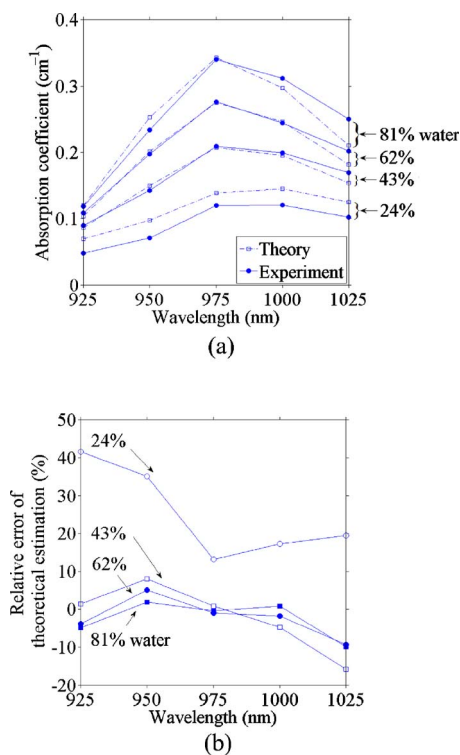 (a)
Absorption coefficient (cm⁻¹)
0.4
0.3
0.2
0.1
0
81% water
62%
43%
24%
Theory
Experiment
925 950 975 1000 1025
Wavelength (nm)
(a)
Relative error of
theoretical estimation (%)
50
40
30
20
10
0
-10
-20
24%
43%
62%
81% water
925 950 975 1000 1025
Wavelength (nm)
(b)